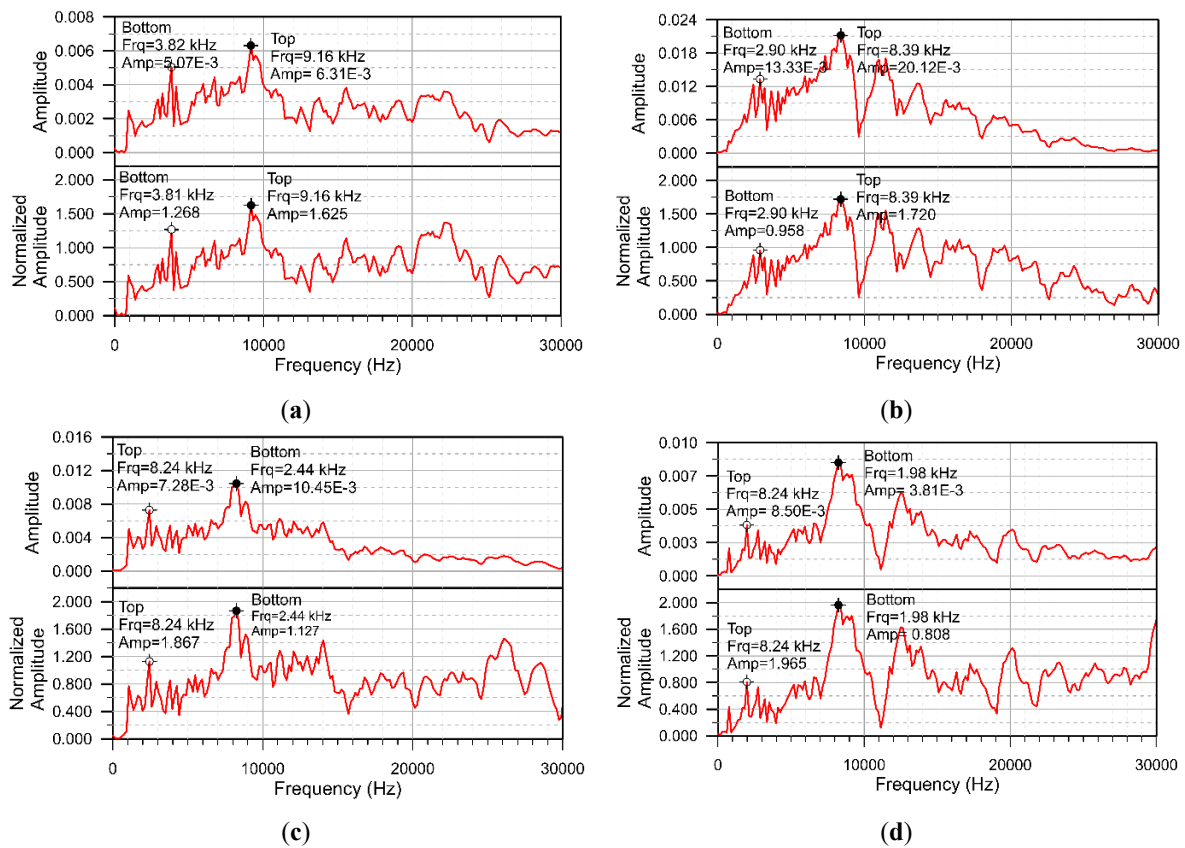 Amplitude
0.008
0.006
0.004
0.002
0.000
Bottom
Frq=3.82 kHz
Amp=5.07E-3
Top
Frq=9.16 kHz
Amp= 6.31E-3
Normalized
Amplitude
2.000
1.500
1.000
0.500
0.000
Bottom
Frq=3.81 kHz
Amp=1.268
Top
Frq=9.16 kHz
Amp=1.625
0 10000 20000 30000
Frequency (Hz)
(a)
Amplitude
0.024
0.018
0.012
0.006
0.000
Bottom
Frq=2.90 kHz
Amp=13.33E-3
Top
Frq=8.39 kHz
Amp=20.12E-3
Normalized
Amplitude
2.000
1.500
1.000
0.500
0.000
Bottom
Frq=2.90 kHz
Amp=0.958
Top
Frq=8.39 kHz
Amp=1.720
0 10000 20000 30000
Frequency (Hz)
(b)
Amplitude
0.016
0.012
0.008
0.004
0.000
Top
Frq=8.24 kHz
Amp=7.28E-3
Bottom
Frq=2.44 kHz
Amp=10.45E-3
Normalized
Amplitude
2.000
1.600
1.200
0.800
0.400
0.000
Top
Frq=8.24 kHz
Amp=1.867
Bottom
Frq=2.44 kHz
Amp=1.127
0 10000 20000 30000
Frequency (Hz)
(c)
Amplitude
0.010
0.007
0.005
0.003
0.000
Top
Frq=8.24 kHz
Amp= 8.50E-3
Bottom
Frq=1.98 kHz
Amp= 3.81E-3
Normalized
Amplitude
2.000
1.600
1.200
0.800
0.400
0.000
Top
Frq=8.24 kHz
Amp=1.965
Bottom
Frq=1.98 kHz
Amp= 0.808
0 10000 20000 30000
Frequency (Hz)
(d)